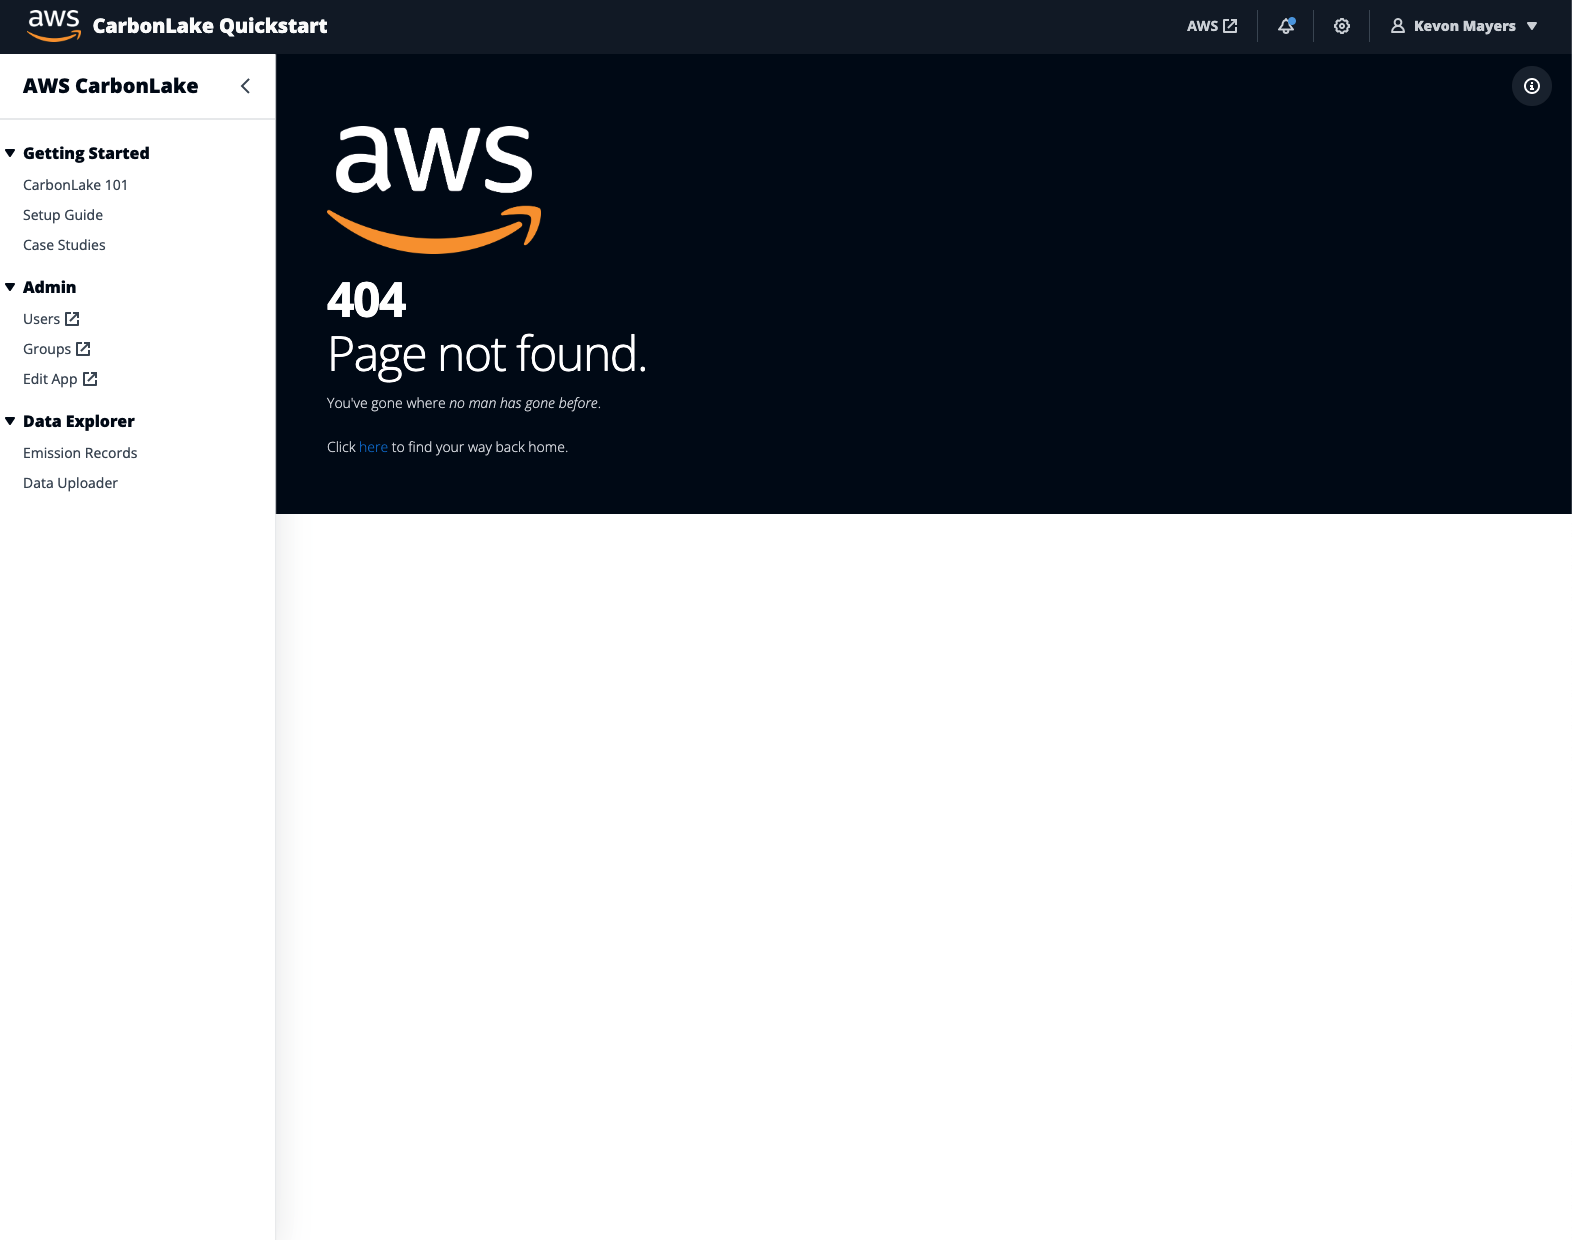 aws CarbonLake Quickstart
AWS
Kevon Mayers
AWS CarbonLake
Getting Started
CarbonLake 101
Setup Guide
Case Studies
Admin
Users
Groups
Edit App
Data Explorer
Emission Records
Data Uploader
aws
404
Page not found.
You've gone where no man has gone before.
Click here to find your way back home.